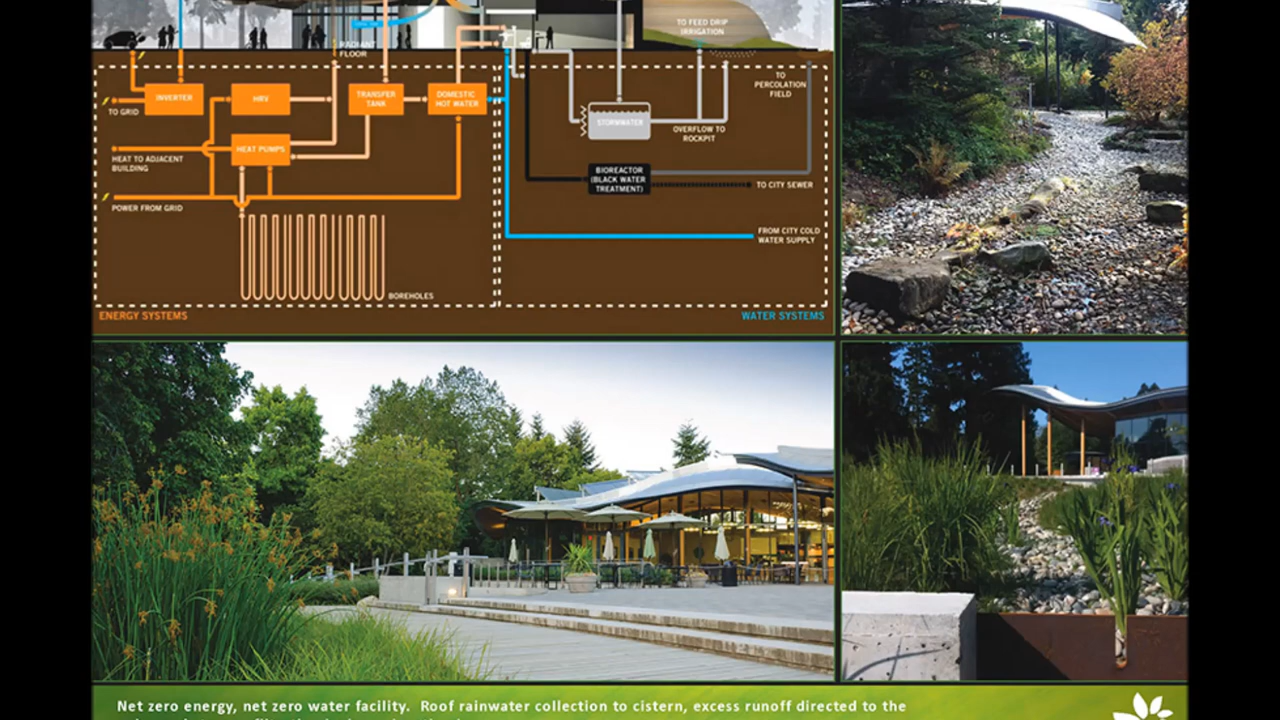 TO FEED DRIP
IRRIGATION
RADIANT
FLOOR
TO
PERCOLATION
FIELD
INVERTER
HRV
TRANSFER
TANK
DOMESTIC
HOT WATER
TO GRID
STORMWATER
OVERFLOW TO
ROCKPIT
HEAT PUMPS
HEAT TO ADJACENT
BUILDING
BIOREACTOR
(BLACK WATER
TREATMENT)
TO CITY SEWER
POWER FROM GRID
FROM CITY COLD
WATER SUPPLY
BOREHOLES
ENERGY SYSTEMS
WATER SYSTEMS
Net zero energy, net zero water facility. Roof rainwater collection to cistern, excess runoff directed to the